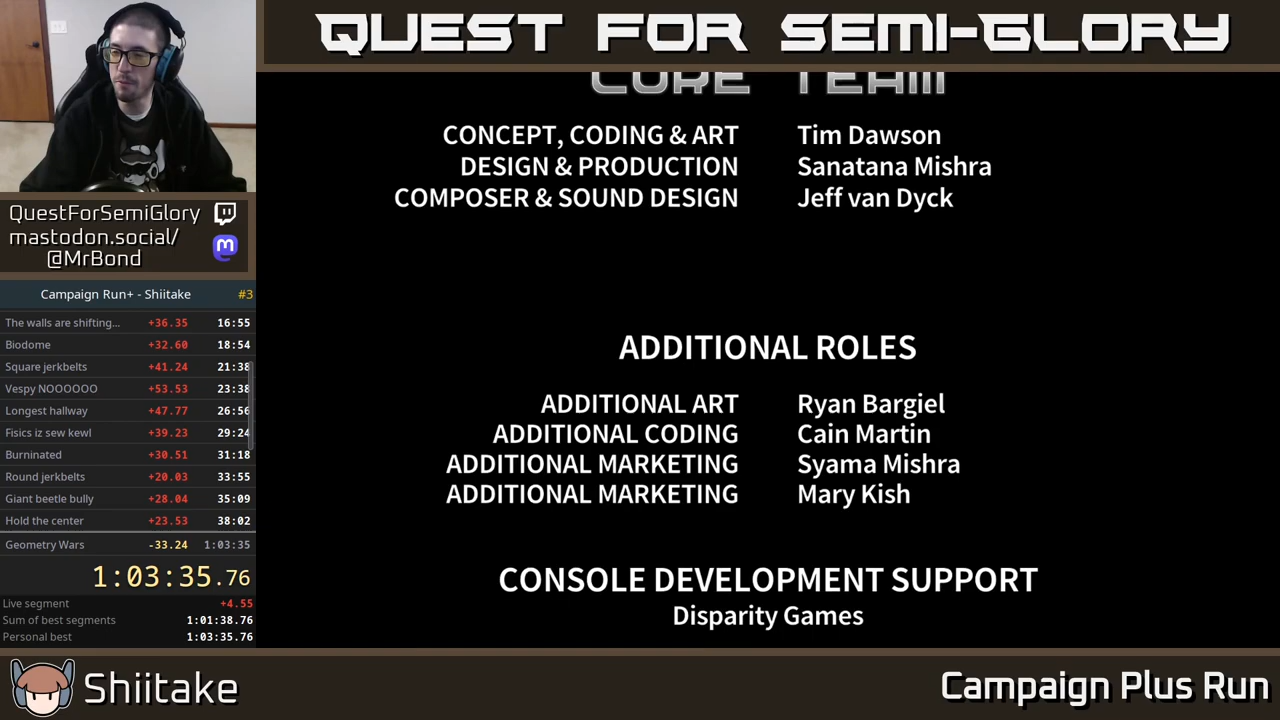 QUEST FOR SEMI-GLORY
QuestForSemiGlory
mastodon.social/
@MrBond
Campaign Run+ - Shiitake #3
The walls are shifting... +36.35 16:55
Biodome +32.60 18:54
Square jerkbelts +41.24 21:38
Vespy NOOOOOO +53.53 23:38
Longest hallway +47.77 26:56
Fisics iz sew kewl +39.23 29:24
Burninated +30.51 31:18
Round jerkbelts +20.03 33:55
Giant beetle bully +28.04 35:09
Hold the center +23.53 38:02
Geometry Wars -33.24 1:03:35
1:03:35.76
Live segment +4.55
Sum of best segments 1:01:38.76
Personal best 1:03:35.76
CORE TEAM
CONCEPT, CODING & ART Tim Dawson
DESIGN & PRODUCTION Sanatana Mishra
COMPOSER & SOUND DESIGN Jeff van Dyck
ADDITIONAL ROLES
ADDITIONAL ART Ryan Bargiel
ADDITIONAL CODING Cain Martin
ADDITIONAL MARKETING Syama Mishra
ADDITIONAL MARKETING Mary Kish
CONSOLE DEVELOPMENT SUPPORT
Disparity Games
Shiitake
Campaign Plus Run